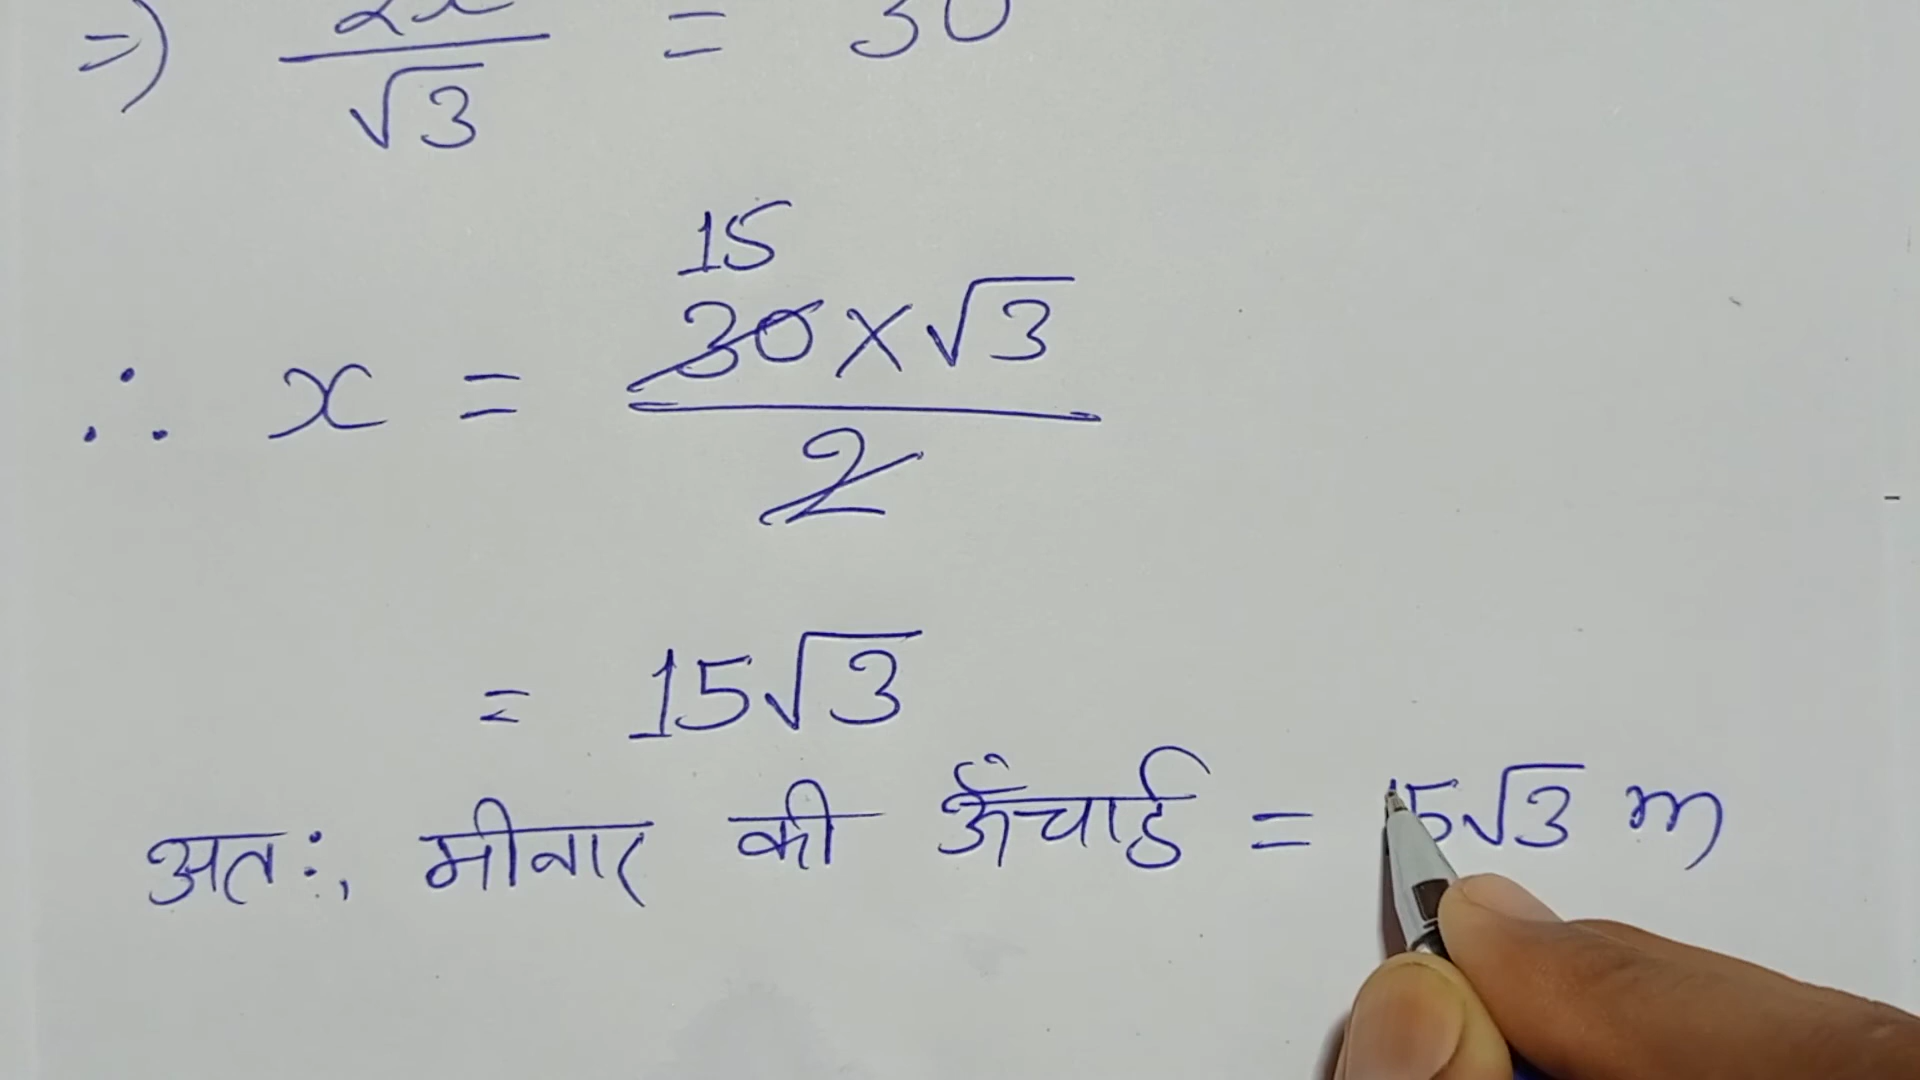 => 2x/√3 = 30
15
∴ x = 30×√3/2
= 15√3
अतः, मीनार की ऊँचाई = 15√3 m